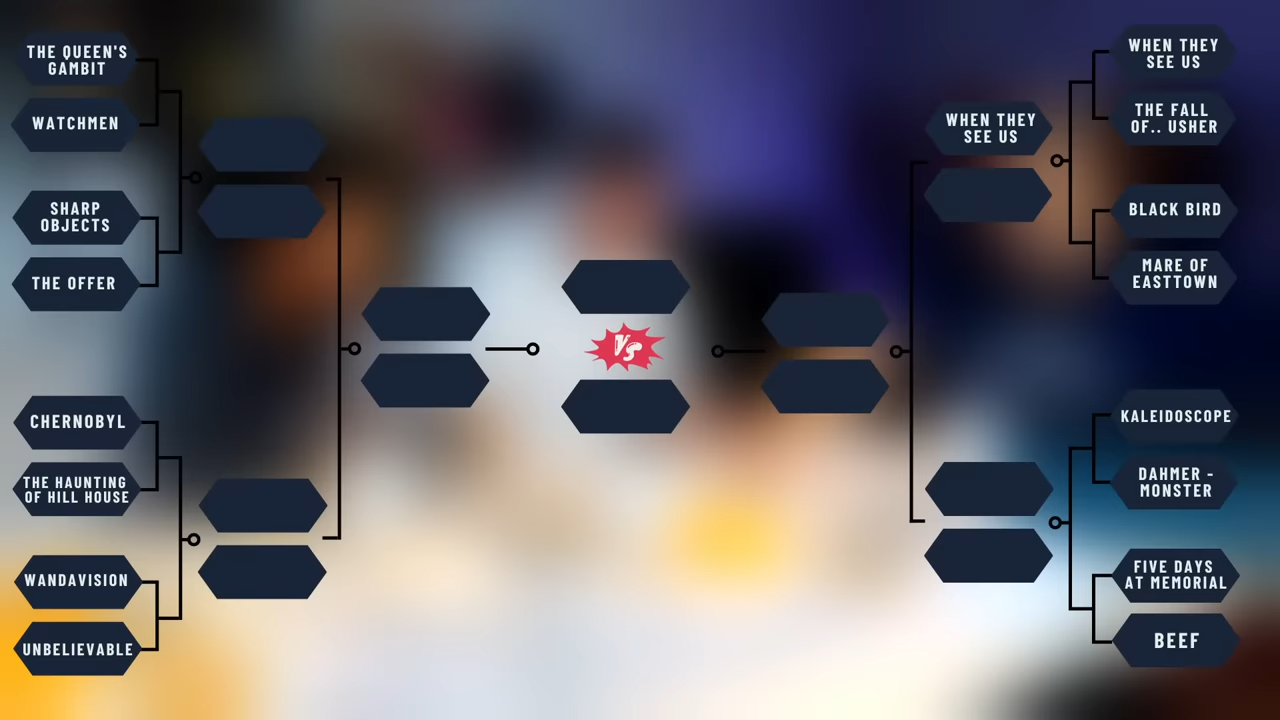 THE QUEEN'S
GAMBIT
WATCHMEN
SHARP
OBJECTS
THE OFFER
CHERNOBYL
THE HAUNTING
OF HILL HOUSE
WANDAVISION
UNBELIEVABLE
VS
WHEN THEY
SEE US
WHEN THEY
SEE US
THE FALL
OF.. USHER
BLACK BIRD
MARE OF
EASTTOWN
KALEIDOSCOPE
DAHMER -
MONSTER
FIVE DAYS
AT MEMORIAL
BEEF